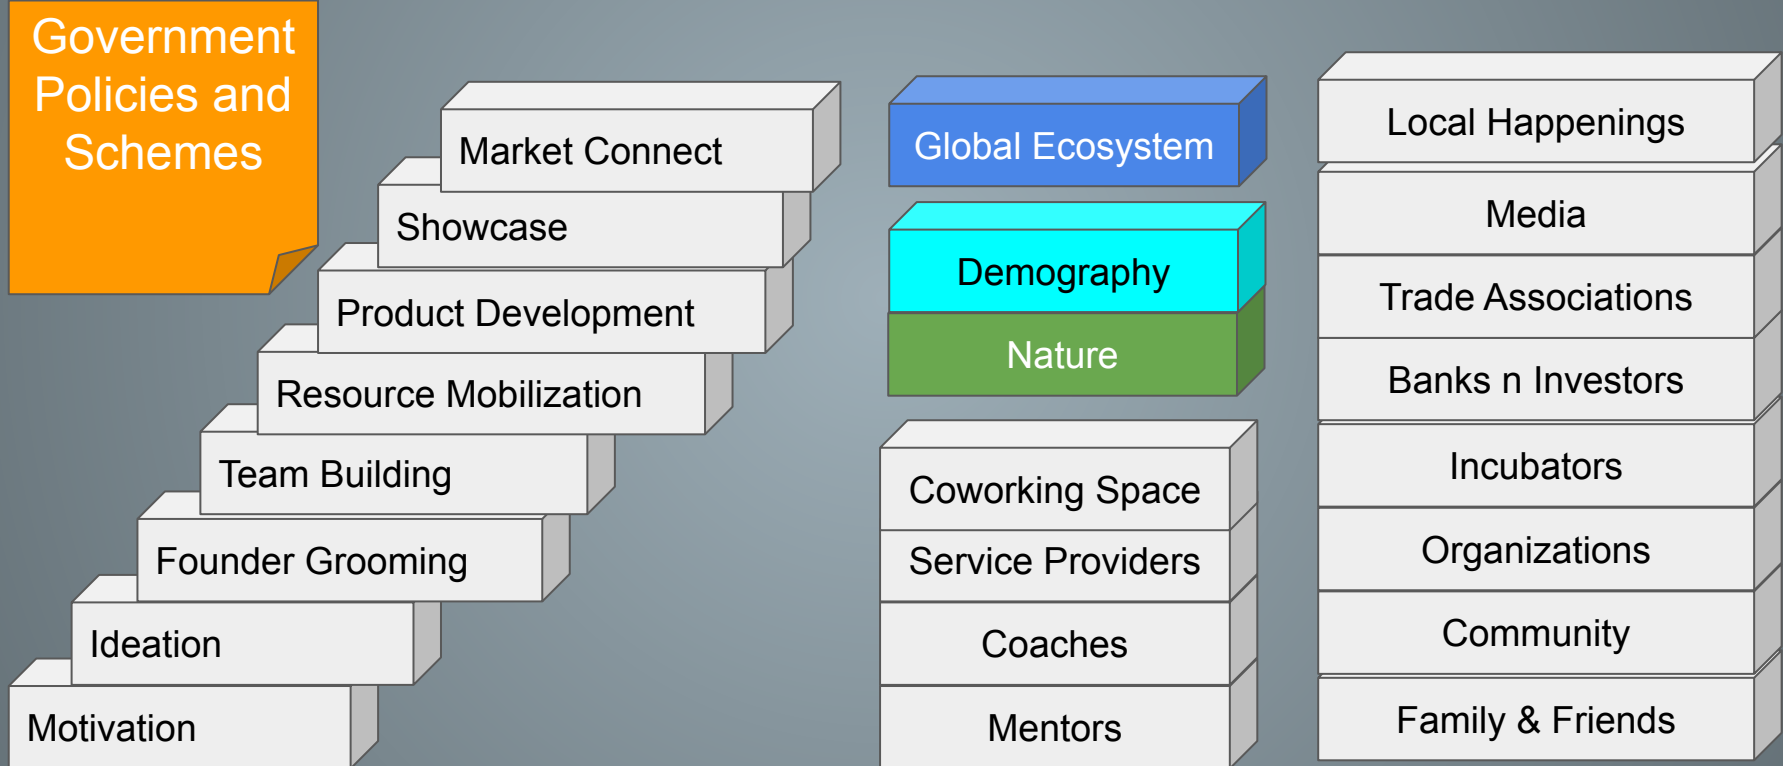 Government
Policies and
Schemes
Market Connect
Showcase
Product Development
Resource Mobilization
Team Building
Founder Grooming
Ideation
Motivation
Global Ecosystem
Demography
Nature
Coworking Space
Service Providers
Coaches
Mentors
Local Happenings
Media
Trade Associations
Banks n Investors
Incubators
Organizations
Community
Family & Friends